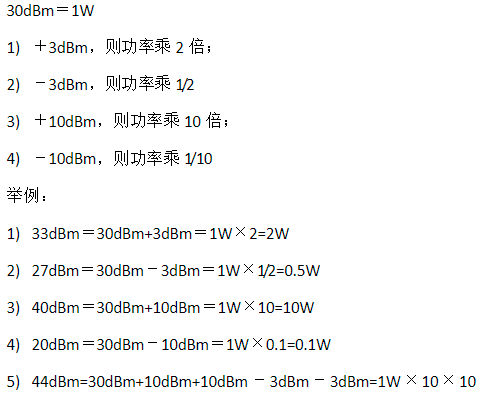 30dBm＝1W
1) ＋3dBm，则功率乘 2 倍；
2) －3dBm，则功率乘 1/2
3) ＋10dBm，则功率乘 10 倍；
4) －10dBm，则功率乘 1/10
举例：
1) 33dBm＝30dBm+3dBm＝1W×2=2W
2) 27dBm＝30dBm－3dBm＝1W×1/2=0.5W
3) 40dBm＝30dBm+10dBm＝1W×10=10W
4) 20dBm＝30dBm－10dBm＝1W×0.1=0.1W
5) 44dBm=30dBm+10dBm+10dBm－3dBm－3dBm=1W×10×10